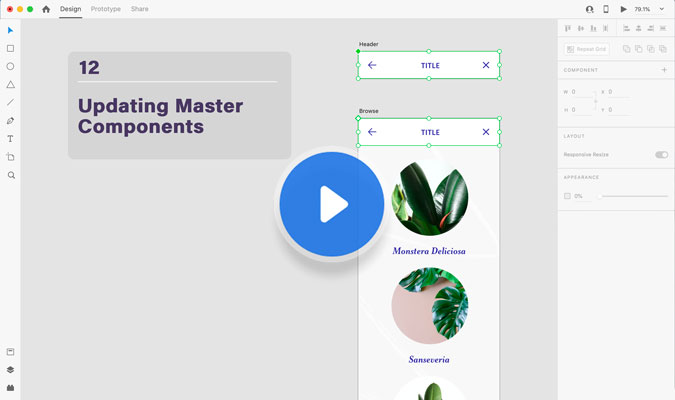 Design Prototype Share 79.1%
Repeat Grid
COMPONENT
W 0 X 0
H 0 Y 0
LAYOUT
Responsive Resize
APPEARANCE
0%
12
Updating Master
Components
Header
TITLE
Browse
TITLE
Monstera Deliciosa
Sanseveria